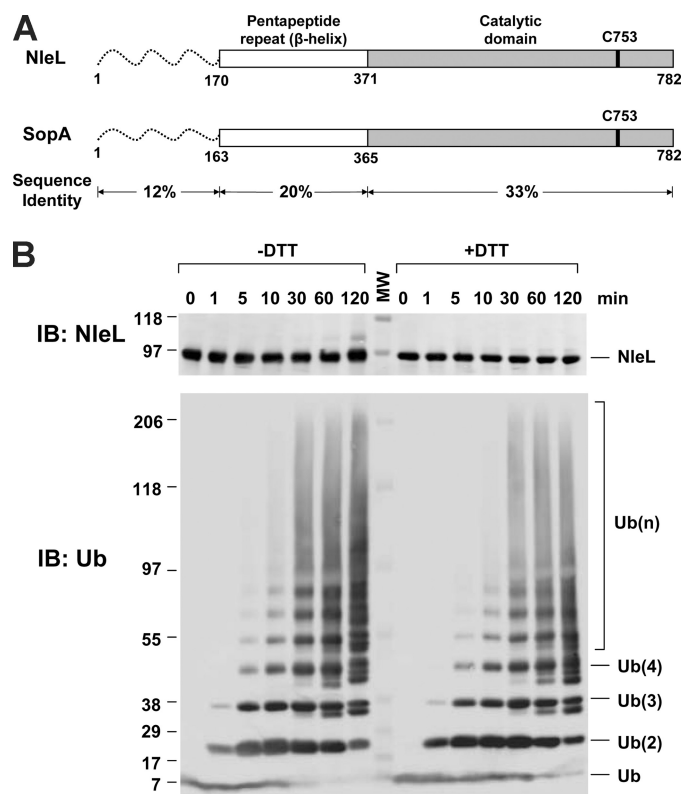 A
Pentapeptide
repeat (β-helix)
Catalytic
domain
C753
NleL
1
170
371
782
C753
SopA
1
163
365
782
Sequence
Identity
12%
20%
33%
B
-DTT
MW
+DTT
0 1 5 10 30 60 120 0 1 5 10 30 60 120 min
118
IB: NleL
97
NleL
206
118
Ub(n)
IB: Ub
97
55
Ub(4)
38
Ub(3)
29
Ub(2)
17
Ub
7